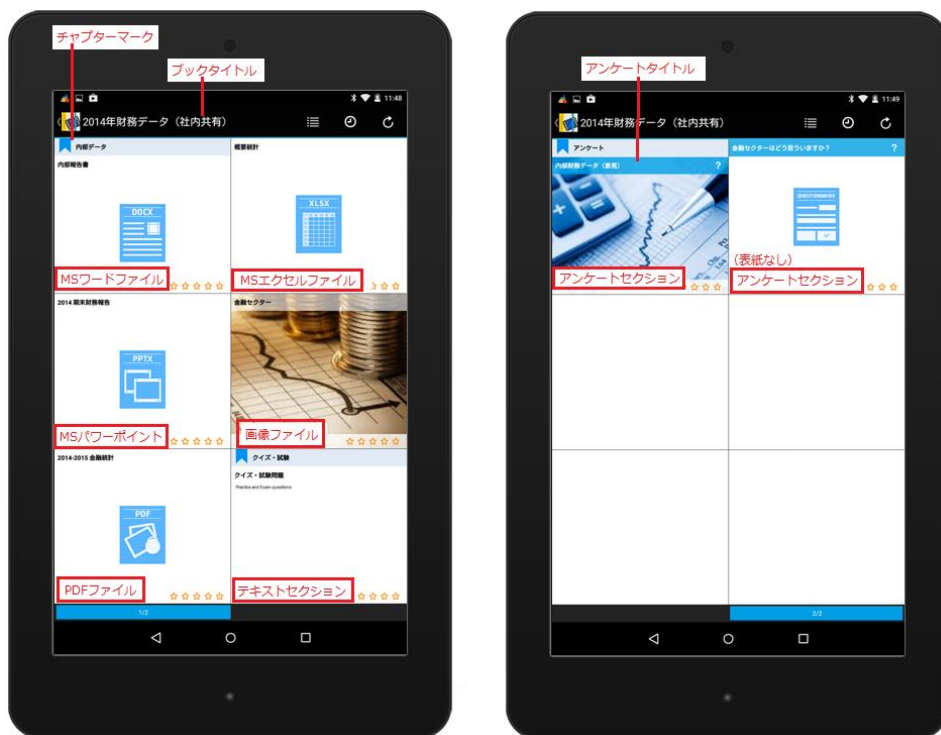 チャプターマーク
ブックタイトル
11:48
2014年財務データ（社内共有）
内部データ
概要統計
内部報告書
DOCX
XLSX
MSワードファイル
MSエクセルファイル
2014 期末財務報告
金融セクター
PPTX
MSパワーポイント
画像ファイル
2014-2015 金融統計
クイズ・試験
クイズ・試験問題
Practice and Exam questions
PDF
PDFファイル
テキストセクション
1/2
アンケートタイトル
11:49
2014年財務データ（社内共有）
アンケート
金融セクターはどう思ういますか？
?
内部財務データ（意見）
?
QUESTIONNAIRE
（表紙なし）
アンケートセクション
アンケートセクション
2/2